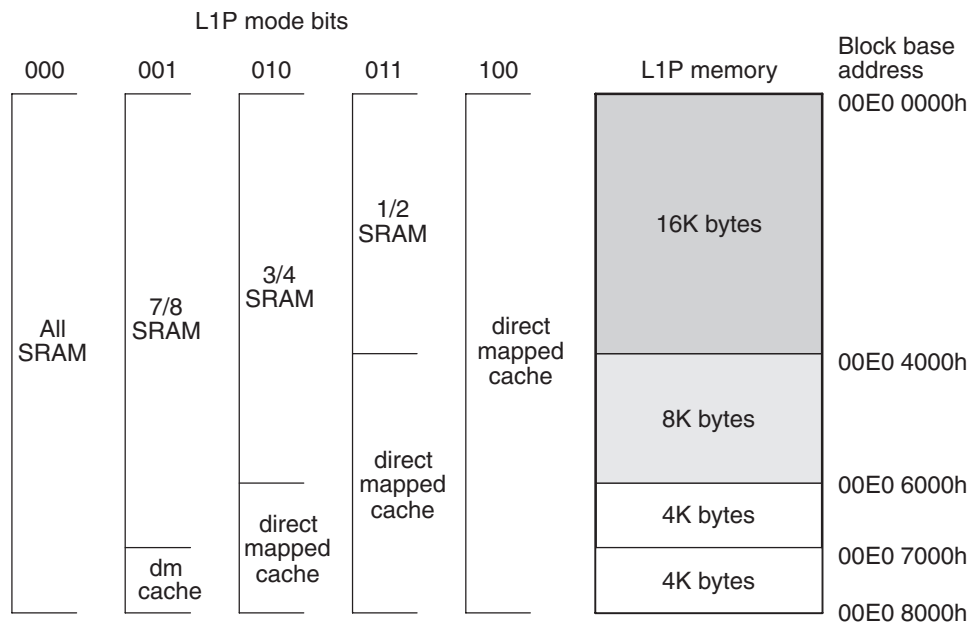 L1P mode bits
000 001 010 011 100 L1P memory Block base
address
00E0 0000h
1/2
SRAM
16K bytes
3/4
SRAM
7/8
SRAM
All
SRAM
direct
mapped
cache
00E0 4000h
8K bytes
direct
mapped
cache
00E0 6000h
4K bytes
direct
mapped
cache
00E0 7000h
dm
cache
4K bytes
00E0 8000h